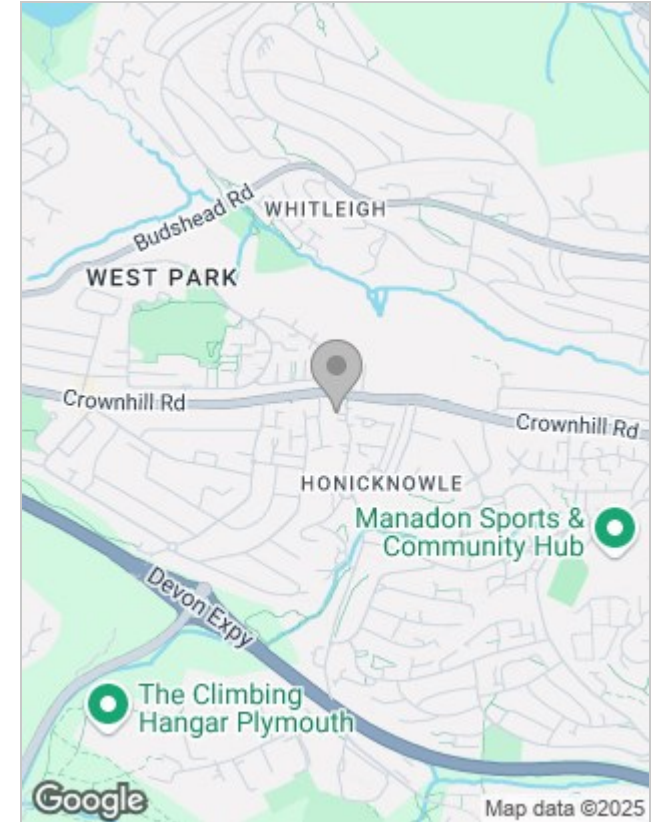 Budshead Rd
WHITLEIGH
WEST PARK
Crownhill Rd
Crownhill Rd
HONICKNOWLE
Manadon Sports &
Community Hub
Devon Expy
The Climbing
Hangar Plymouth
Google
Map data ©2025